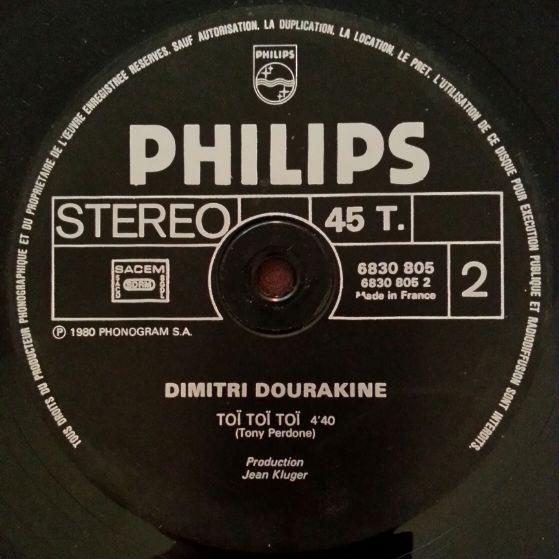 TOUS DROITS DU PRODUCTEUR PHONOGRAPHIQUE ET DU PROPRIETAIRE DE L'ŒUVRE ENREGISTREE RESERVES. SAUF AUTORISATION. LA DUPLICATION. LA LOCATION. LE PRET. L'UTILISATION DE CE DISQUE POUR EXECUTION PUBLIQUE ET RADIODIFFUSION SONT INTERDITS.
PHILIPS
PHILIPS
STEREO 45 T.
SACEM
SACD SDRM SGDL
6830 805
6830 805 2
Made in France
2
℗ 1980 PHONOGRAM S.A.
DIMITRI DOURAKINE
TOÏ TOÏ TOÏ 4'40
(Tony Perdone)
Production
Jean Kluger